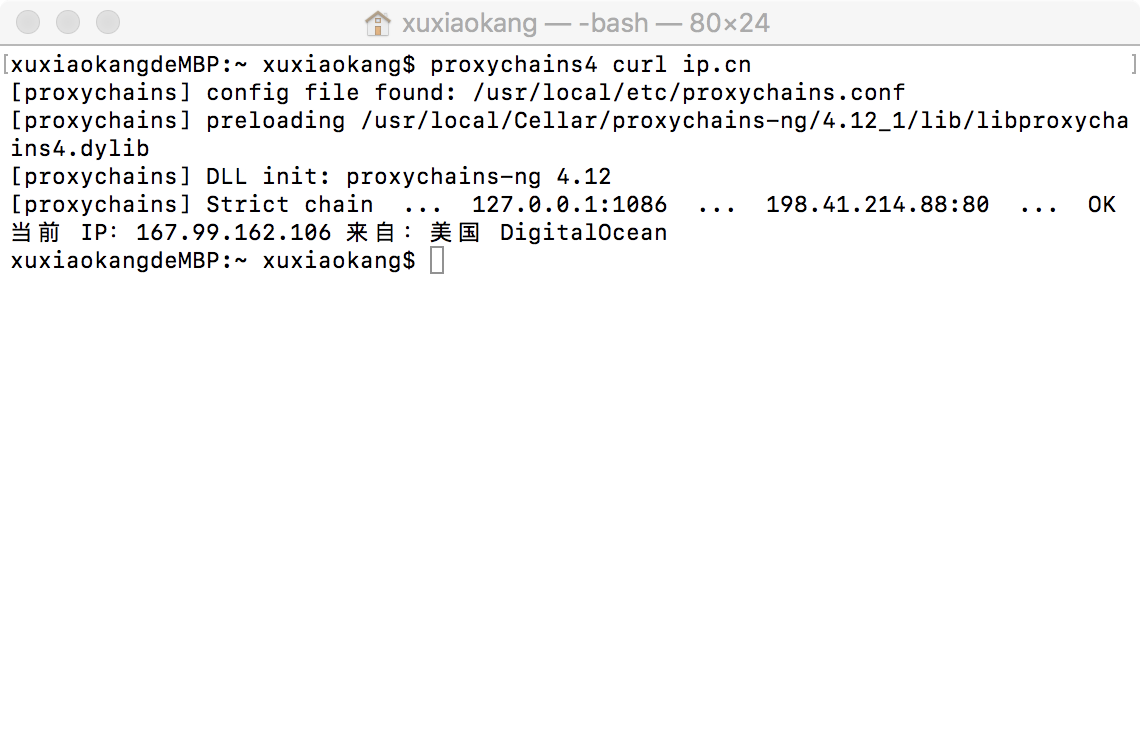 xuxiaokang — -bash — 80×24
[xuxiaokangdeMBP:~ xuxiaokang$ proxychains4 curl ip.cn ]
[proxychains] config file found: /usr/local/etc/proxychains.conf
[proxychains] preloading /usr/local/Cellar/proxychains-ng/4.12_1/lib/libproxycha
ins4.dylib
[proxychains] DLL init: proxychains-ng 4.12
[proxychains] Strict chain  ...  127.0.0.1:1086  ...  198.41.214.88:80  ...  OK
当前 IP: 167.99.162.106 来自：美国 DigitalOcean
xuxiaokangdeMBP:~ xuxiaokang$